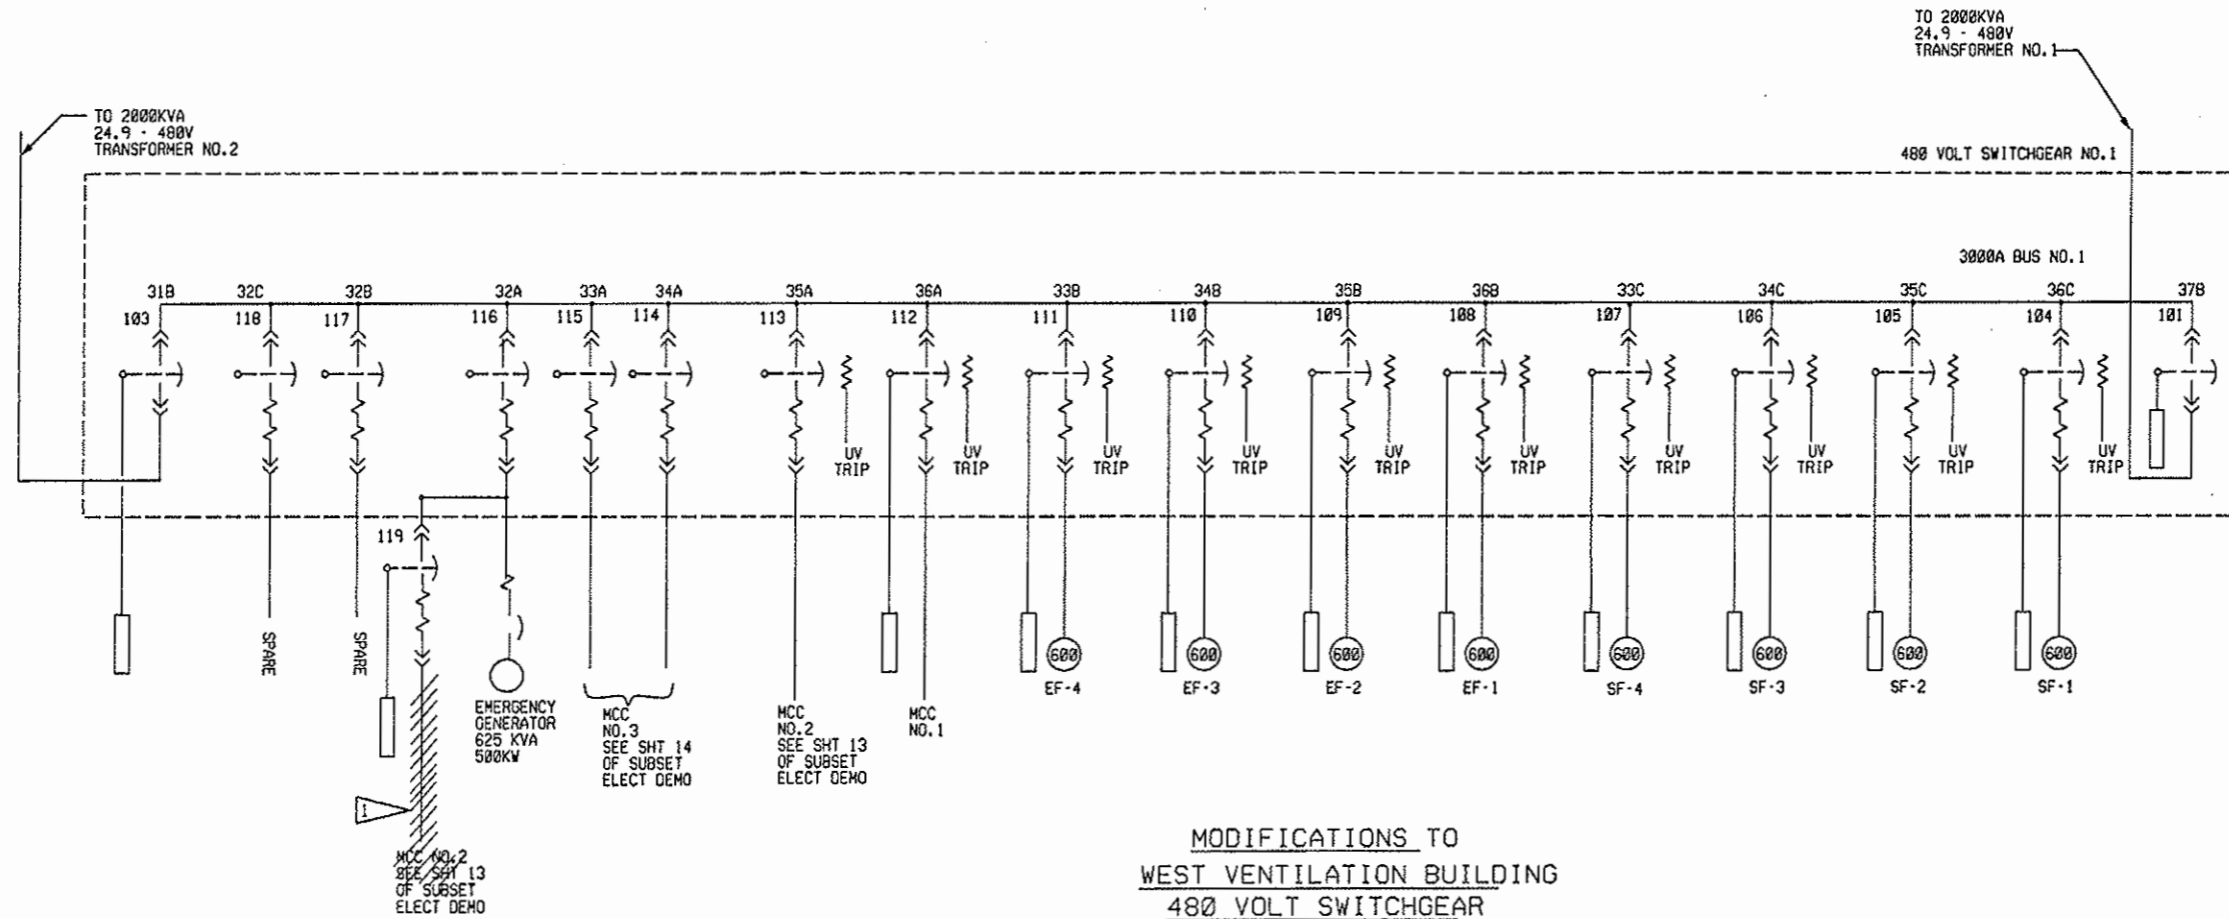 TO 2000KVA
24.9 - 480V
TRANSFORMER NO.1
TO 2000KVA
24.9 - 480V
TRANSFORMER NO.2
480 VOLT SWITCHGEAR NO.1
3000A BUS NO.1
31B 32C 32B 32A 33A 34A 35A 36A 33B 34B 35B 36B 33C 34C 35C 36C 37B
103 118 117 116 115 114 113 112 111 110 109 108 107 106 105 104 101
UV TRIP
UV TRIP
UV TRIP
UV TRIP
UV TRIP
UV TRIP
UV TRIP
UV TRIP
UV TRIP
UV TRIP
119
SPARE
SPARE
600 600 600 600 600 600 600 600
EF-4 EF-3 EF-2 EF-1 SF-4 SF-3 SF-2 SF-1
EMERGENCY
GENERATOR
625 KVA
500KW
MCC
NO.3
SEE SHT 14
OF SUBSET
ELECT DEMO
MCC
NO.2
SEE SHT 13
OF SUBSET
ELECT DEMO
MCC
NO.1
1
MCC NO.2
SEE SHT 13
OF SUBSET
ELECT DEMO
MODIFICATIONS TO
WEST VENTILATION BUILDING
480 VOLT SWITCHGEAR